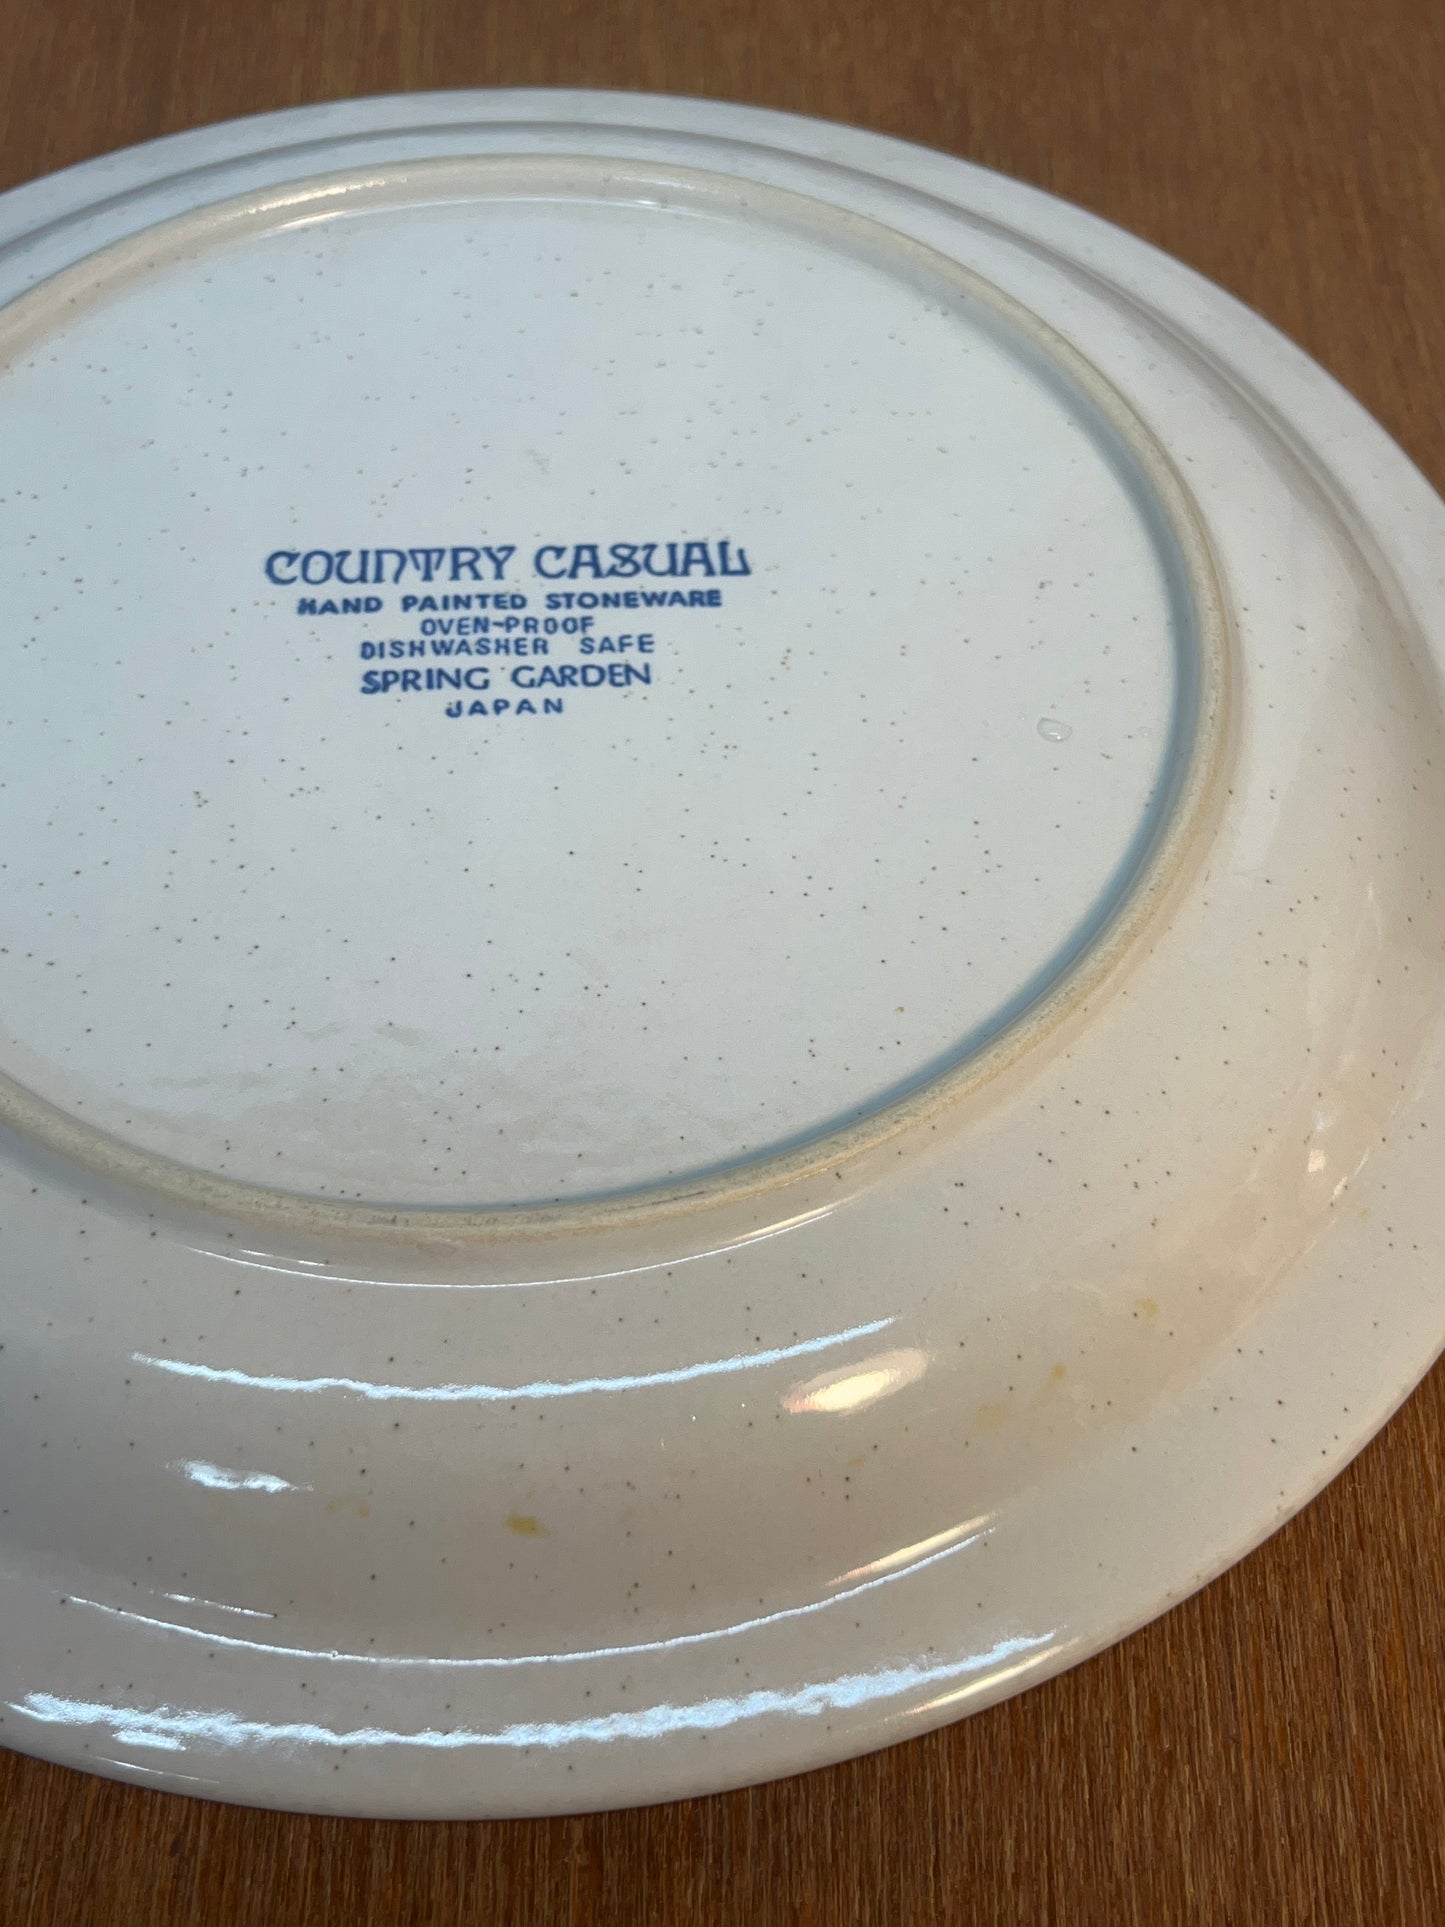 COUNTRY CASUAL
HAND PAINTED STONEWARE
OVEN-PROOF
DISHWASHER SAFE
SPRING GARDEN
JAPAN